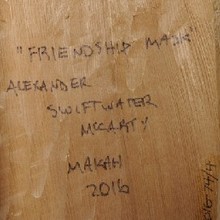 "FRIENDSHIP MASK"
ALEXANDER
SWIFTWATER
MCCARTY
MAKAH
2016